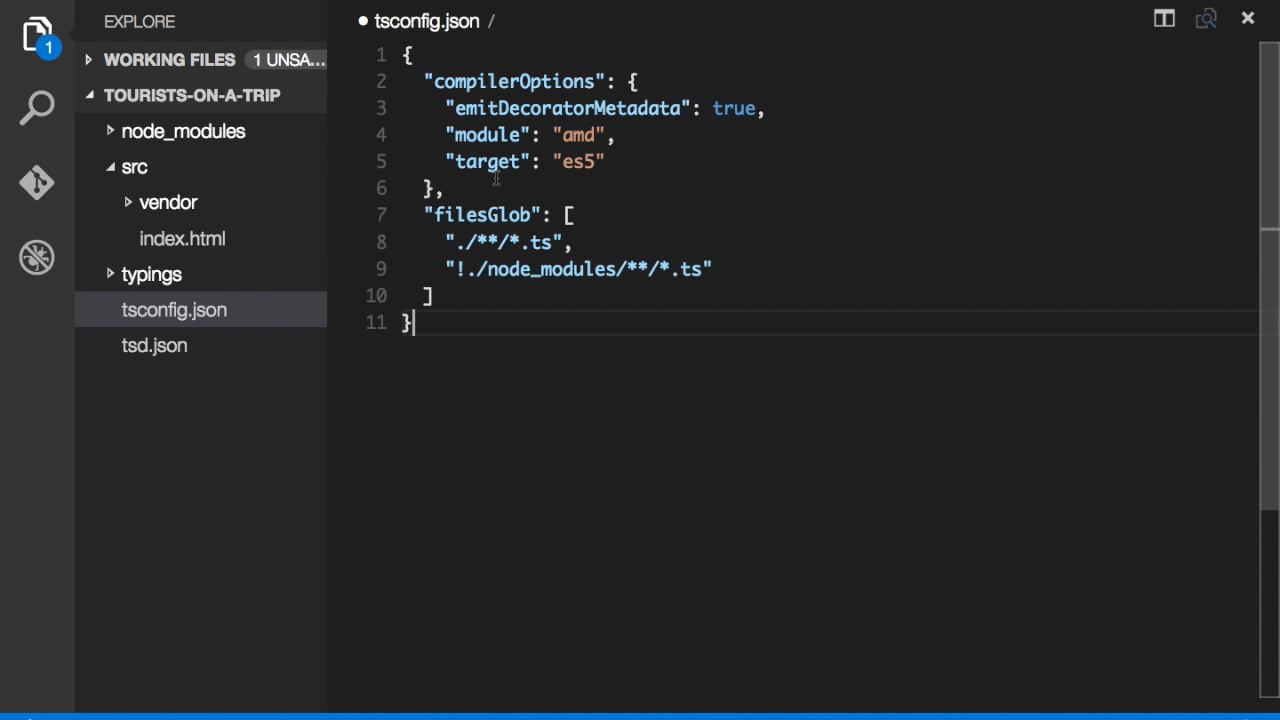 EXPLORE
1
WORKING FILES 1 UNSA...
TOURISTS-ON-A-TRIP
node_modules
src
vendor
index.html
typings
tsconfig.json
tsd.json
tsconfig.json /
1 {
2 "compilerOptions": {
3 "emitDecoratorMetadata": true,
4 "module": "amd",
5 "target": "es5"
6 },
7 "filesGlob": [
8 "./**/*.ts",
9 "!./node_modules/**/*.ts"
10 ]
11 }